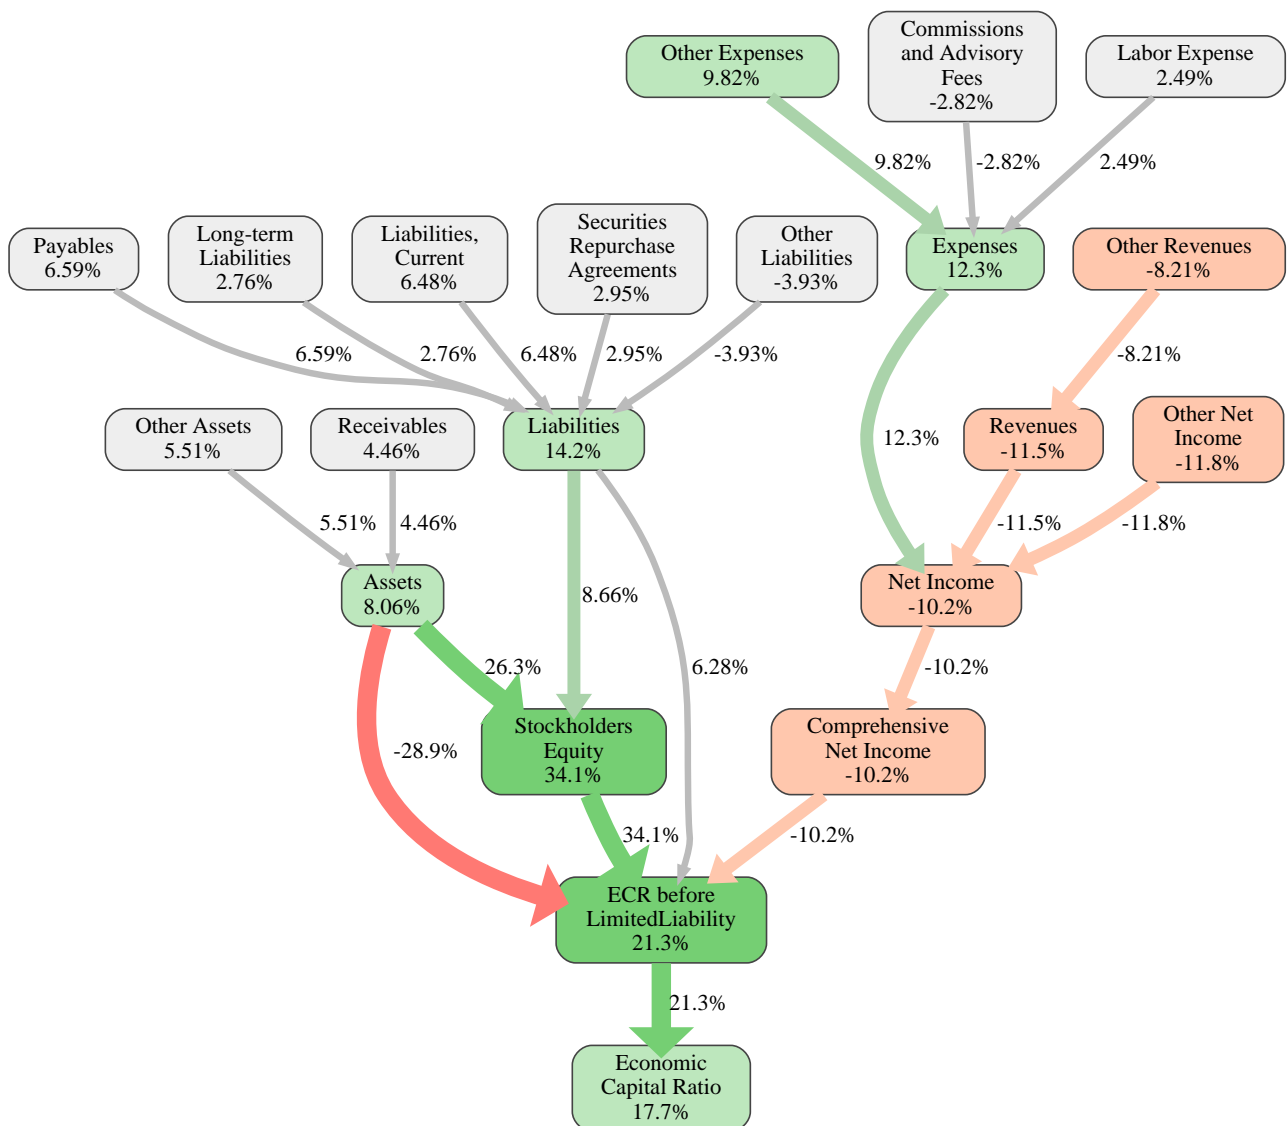 Other Expenses
9.82%
Commissions
and Advisory
Fees
-2.82%
Labor Expense
2.49%
9.82%
-2.82%
2.49%
Payables
6.59%
Long-term
Liabilities
2.76%
Liabilities,
Current
6.48%
Securities
Repurchase
Agreements
2.95%
Other
Liabilities
-3.93%
Expenses
12.3%
Other Revenues
-8.21%
6.59%
2.76%
6.48%
2.95%
-3.93%
-8.21%
Other Assets
5.51%
Receivables
4.46%
Liabilities
14.2%
12.3%
Revenues
-11.5%
Other Net
Income
-11.8%
5.51%
4.46%
-11.5%
-11.8%
Assets
8.06%
8.66%
Net Income
-10.2%
26.3%
6.28%
-10.2%
Stockholders
Equity
34.1%
Comprehensive
Net Income
-10.2%
-28.9%
34.1%
-10.2%
ECR before
LimitedLiability
21.3%
21.3%
Economic
Capital Ratio
17.7%